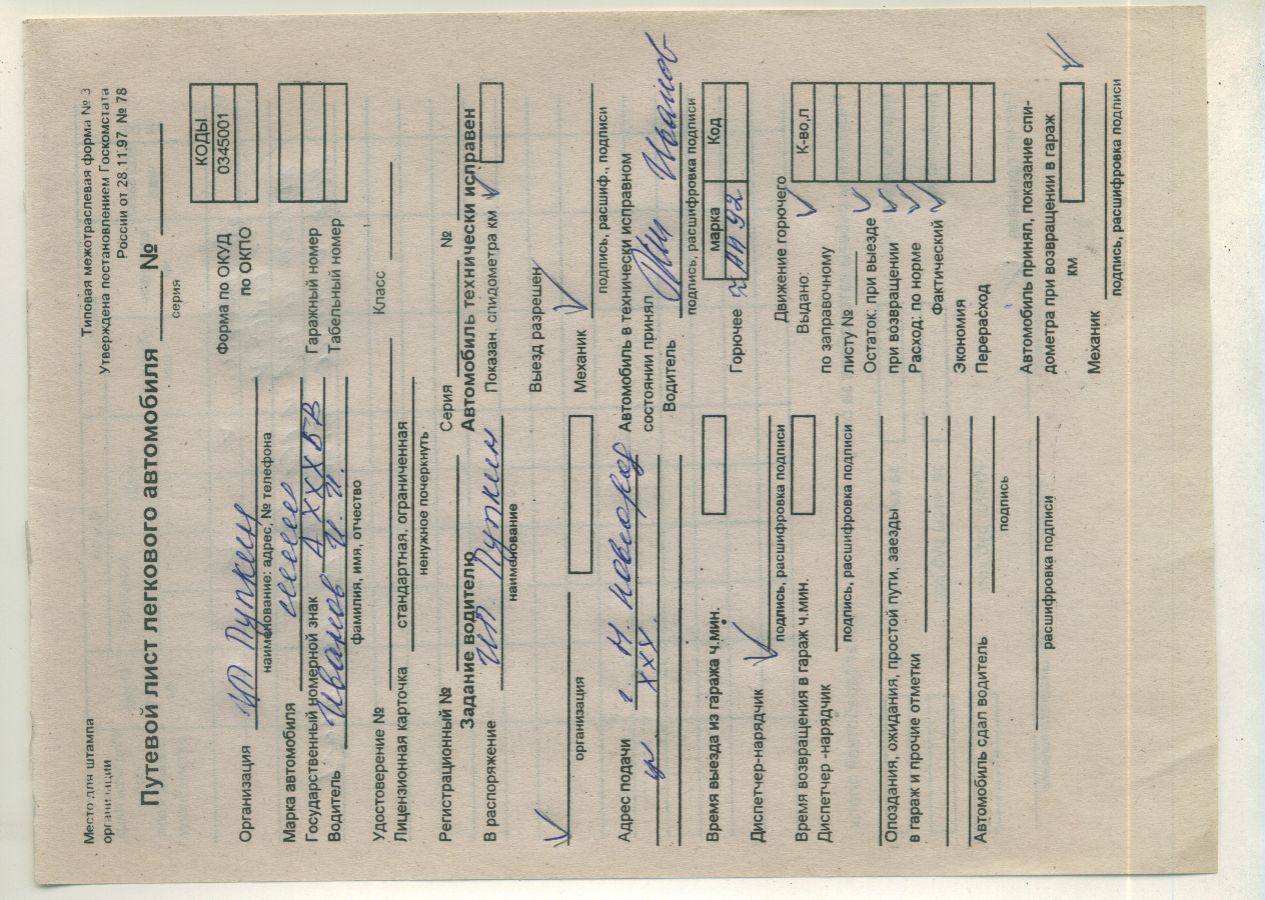 Типовая межотраслевая форма № 3
Утверждена постановлением Госкомстата
России от 28.11.97 № 78
Место для штампа
организации
Путевой лист легкового автомобиля ____ № ____
серия
КОДЫ
Форма по ОКУД 0345001
по ОКПО
Организация ИП Пупкин
наименование: адрес, № телефона
Марка автомобиля
Государственный номерной знак А ХХХ БВ
Гаражный номер
Водитель Иванов И. И.
Табельный номер
фамилия, имя, отчество
Удостоверение №
Класс
Лицензионная карточка стандартная, ограниченная
ненужное почеркнуть
Регистрационный № Серия №
Задание водителю
Автомобиль технически исправен
В распоряжение ИП Пупкин
Показан. спидометра км
наименование
Выезд разрешен
организация
Механик
подпись, расшиф., подписи
Адрес подачи г. Н. Новгород
ул ХХУ.
Автомобиль в технически исправном
состоянии принял
Водитель Иванов
подпись, расшифровка подписи
Время выезда из гаража ч.мин.
Горючее марка Код
92
Диспетчер-нарядчик
подпись, расшифровка подписи
Движение горючего
Время возвращения в гараж ч.мин.
Выдано: К-во,л
Диспетчер -нарядчик
подпись, расшифровка подписи
по заправочному
листу №
Остаток: при выезде
при возвращении
Расход: по норме
Фактический
Экономия
Перерасход
Опоздания, ожидания, простой пути, заезды
в гараж и прочие отметки
Автомобиль сдал водитель
подпись
расшифровка подписи
Автомобиль принял, показание спи-
дометра при возвращении в гараж
км
Механик
подпись, расшифровка подписи